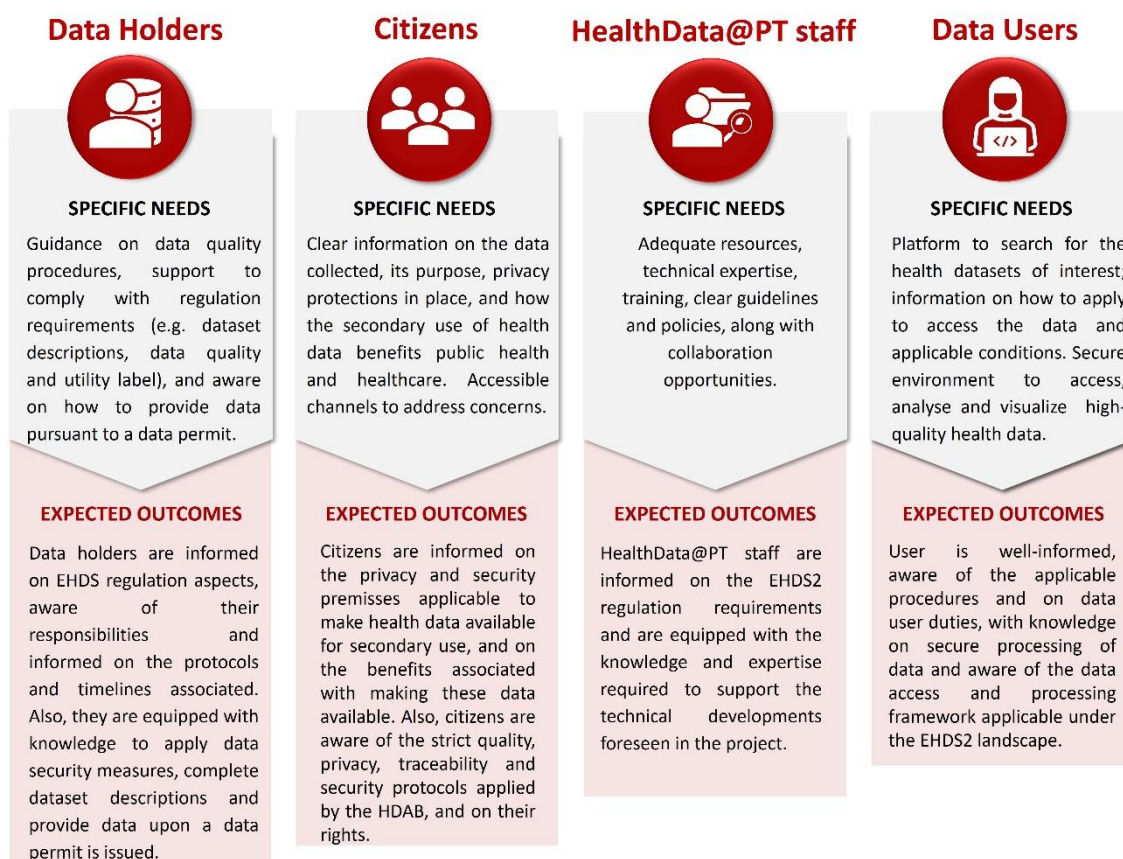 Data Holders
SPECIFIC NEEDS
Guidance on data quality
procedures, support to
comply with regulation
requirements (e.g. dataset
descriptions, data quality
and utility label), and aware
on how to provide data
pursuant to a data permit.
EXPECTED OUTCOMES
Data holders are informed
on EHDS regulation aspects,
aware of their
responsibilities and
informed on the protocols
and timelines associated.
Also, they are equipped with
knowledge to apply data
security measures, complete
dataset descriptions and
provide data upon a data
permit is issued.
Citizens
SPECIFIC NEEDS
Clear information on the data
collected, its purpose, privacy
protections in place, and how
the secondary use of health
data benefits public health
and healthcare. Accessible
channels to address concerns.
EXPECTED OUTCOMES
Citizens are informed on
the privacy and security
premisses applicable to
make health data available
for secondary use, and on
the benefits associated
with making these data
available. Also, citizens are
aware of the strict quality,
privacy, traceability and
security protocols applied
by the HDAB, and on their
rights.
HealthData@PT staff
SPECIFIC NEEDS
Adequate resources,
technical expertise,
training, clear guidelines
and policies, along with
collaboration
opportunities.
EXPECTED OUTCOMES
HealthData@PT staff are
informed on the EHDS2
regulation requirements
and are equipped with the
knowledge and expertise
required to support the
technical developments
foreseen in the project.
Data Users
</>
SPECIFIC NEEDS
Platform to search for the
health datasets of interest;
information on how to apply
to access the data and
applicable conditions. Secure
environment to access,
analyse and visualize high-
quality health data.
EXPECTED OUTCOMES
User is well-informed,
aware of the applicable
procedures and on data
user duties, with knowledge
on secure processing of
data and aware of the data
access and processing
framework applicable under
the EHDS2 landscape.